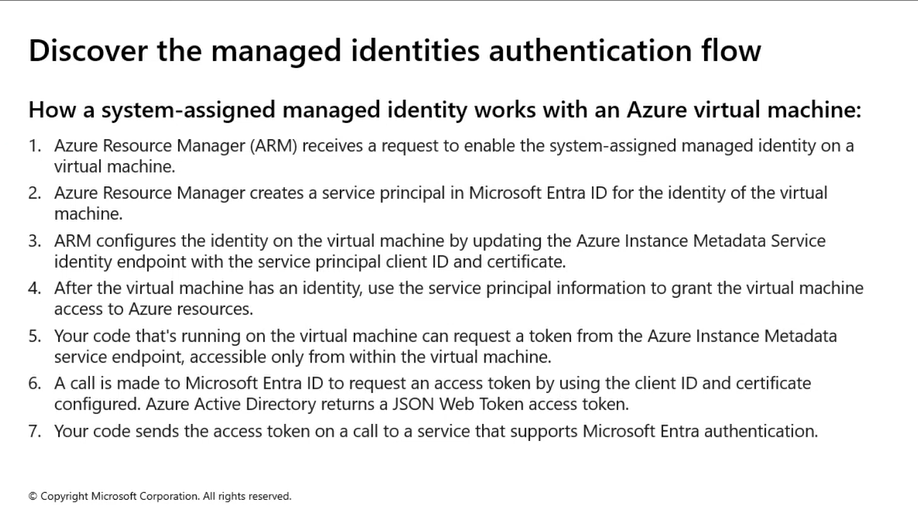 Discover the managed identities authentication flow
How a system-assigned managed identity works with an Azure virtual machine:
1. Azure Resource Manager (ARM) receives a request to enable the system-assigned managed identity on a
virtual machine.
2. Azure Resource Manager creates a service principal in Microsoft Entra ID for the identity of the virtual
machine.
3. ARM configures the identity on the virtual machine by updating the Azure Instance Metadata Service
identity endpoint with the service principal client ID and certificate.
4. After the virtual machine has an identity, use the service principal information to grant the virtual machine
access to Azure resources.
5. Your code that's running on the virtual machine can request a token from the Azure Instance Metadata
service endpoint, accessible only from within the virtual machine.
6. A call is made to Microsoft Entra ID to request an access token by using the client ID and certificate
configured. Azure Active Directory returns a JSON Web Token access token.
7. Your code sends the access token on a call to a service that supports Microsoft Entra authentication.
© Copyright Microsoft Corporation. All rights reserved.